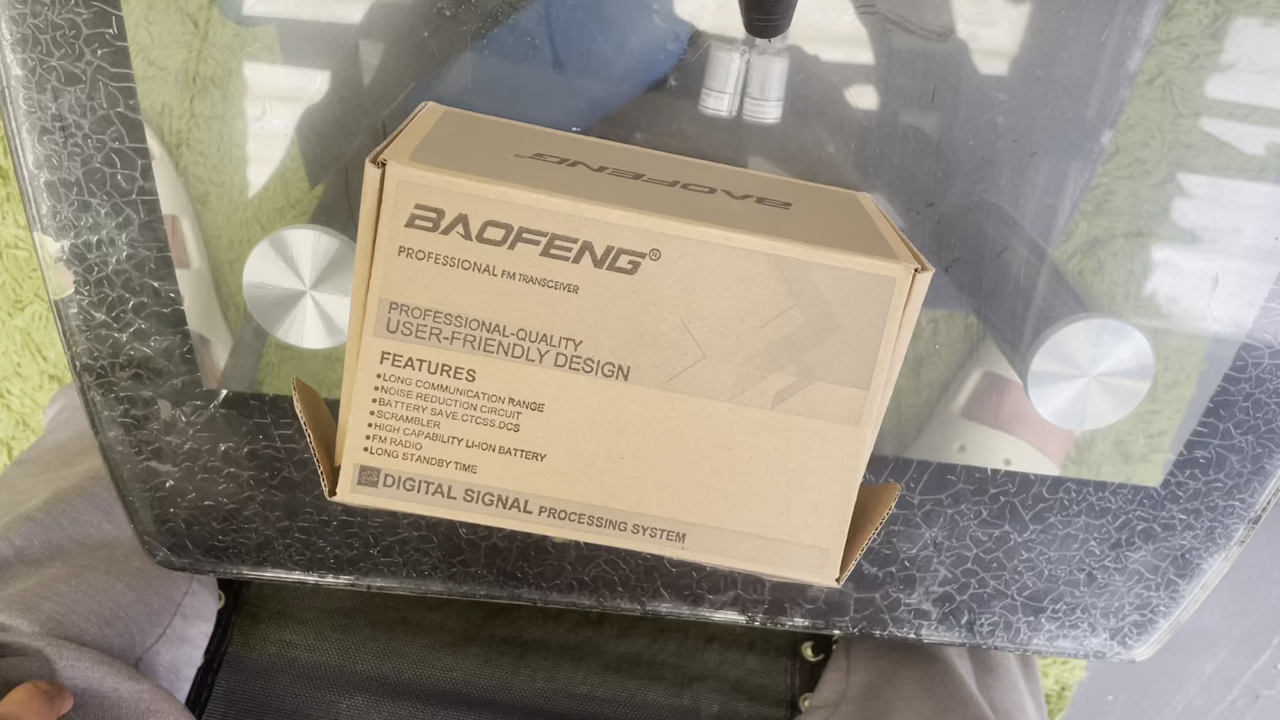 BAOFENG
BAOFENG®
PROFESSIONAL FM TRANSCEIVER
PROFESSIONAL-QUALITY
USER-FRIENDLY DESIGN
FEATURES
•LONG COMMUNICATION RANGE
•NOISE REDUCTION CIRCUIT
•BATTERY SAVE.CTCSS.DCS
•SCRAMBLER
•HIGH CAPABILITY LI-ION BATTERY
•FM RADIO
•LONG STANDBY TIME
DIGITAL SIGNAL PROCESSING SYSTEM